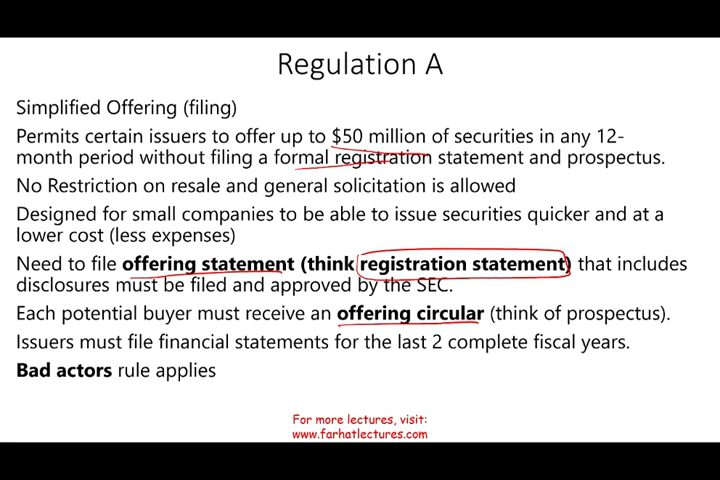 Regulation A
Simplified Offering (filing)
Permits certain issuers to offer up to $50 million of securities in any 12-
month period without filing a formal registration statement and prospectus.
No Restriction on resale and general solicitation is allowed
Designed for small companies to be able to issue securities quicker and at a
lower cost (less expenses)
Need to file offering statement (think registration statement) that includes
disclosures must be filed and approved by the SEC.
Each potential buyer must receive an offering circular (think of prospectus).
Issuers must file financial statements for the last 2 complete fiscal years.
Bad actors rule applies
For more lectures, visit:
www.farhatlectures.com